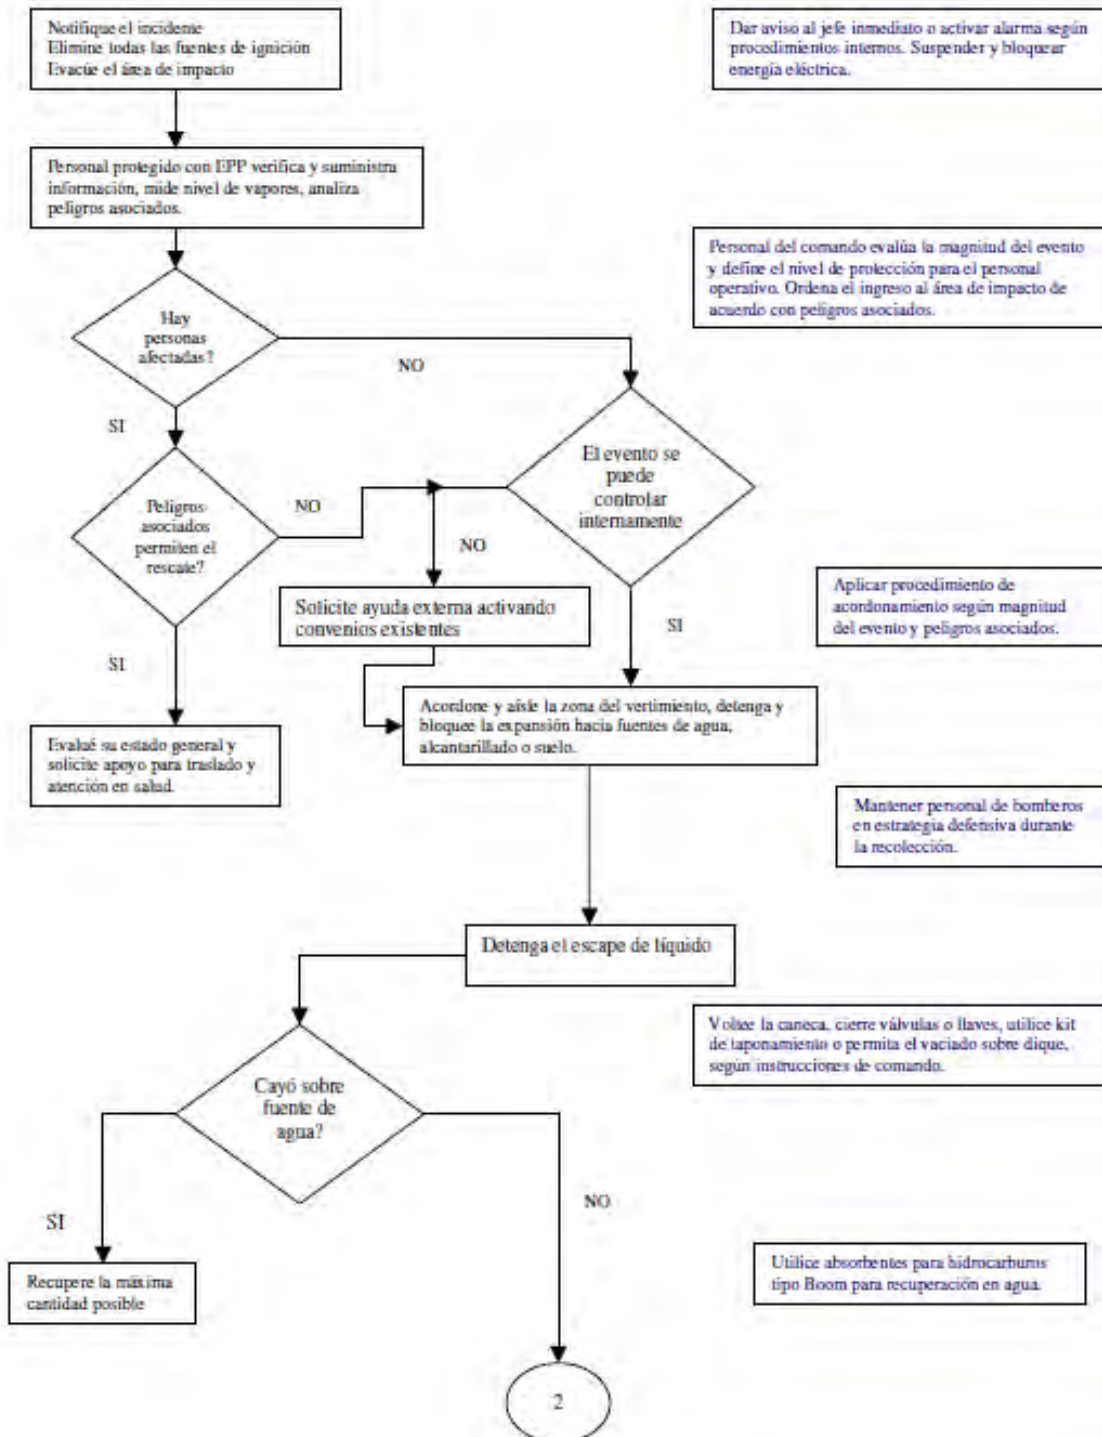 Notifique el incidente
Elimine todas las fuentes de ignición
Evacúe el área de impacto
Dar aviso al jefe inmediato o activar alarma según
procedimientos internos. Suspender y bloquear
energía eléctrica.
Personal protegido con EPP verifica y suministra
información, mide nivel de vapores, analiza
peligros asociados.
Personal del comando evalúa la magnitud del evento
y define el nivel de protección para el personal
operativo. Ordena el ingreso al área de impacto de
acuerdo con peligros asociados.
Hay
personas
afectadas?
NO
SI
El evento se
puede
controlar
internamente
Peligros
asociados
permiten el
rescate?
NO
NO
SI
SI
Solicite ayuda externa activando
convenios existentes
Aplicar procedimiento de
acordonamiento según magnitud
del evento y peligros asociados.
Acordone y aísle la zona del vertimiento, detenga y
bloquee la expansión hacia fuentes de agua,
alcantarillado o suelo.
Evalué su estado general y
solicite apoyo para traslado y
atención en salud.
Mantener personal de bomberos
en estrategia defensiva durante
la recolección.
Detenga el escape de líquido
Voltee la caneca, cierre válvulas o llaves, utilice kit
de taponamiento o permita el vaciado sobre dique,
según instrucciones de comando.
Cayó sobre
fuente de
agua?
SI
NO
Recupere la máxima
cantidad posible
Utilice absorbentes para hidrocarburos
tipo Boom para recuperación en agua.
2